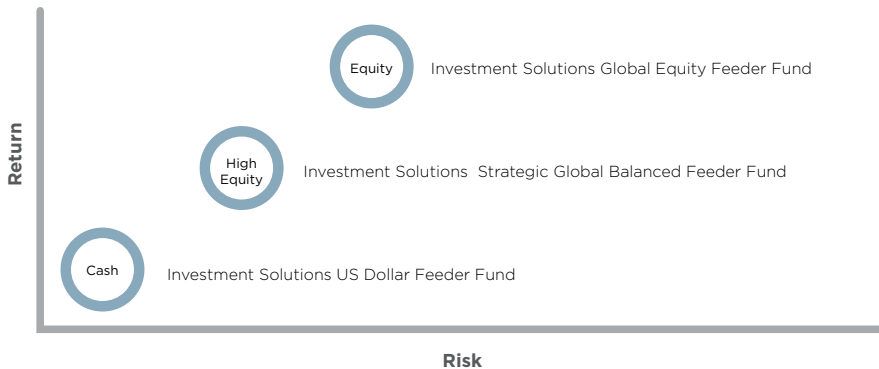 Equity
Investment Solutions Global Equity Feeder Fund
Return
High
Equity
Investment Solutions  Strategic Global Balanced Feeder Fund
Cash
Investment Solutions US Dollar Feeder Fund
Risk